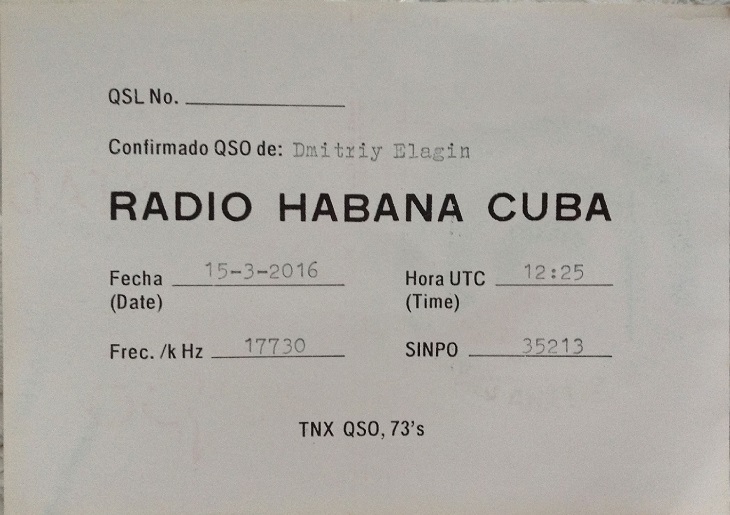 QSL No.
Confirmado QSO de: Dmitriy Elagin
RADIO HABANA CUBA
Fecha 15-3-2016 Hora UTC 12:25
(Date) (Time)
Frec. /k Hz 17730 SINPO 35213
TNX QSO, 73's